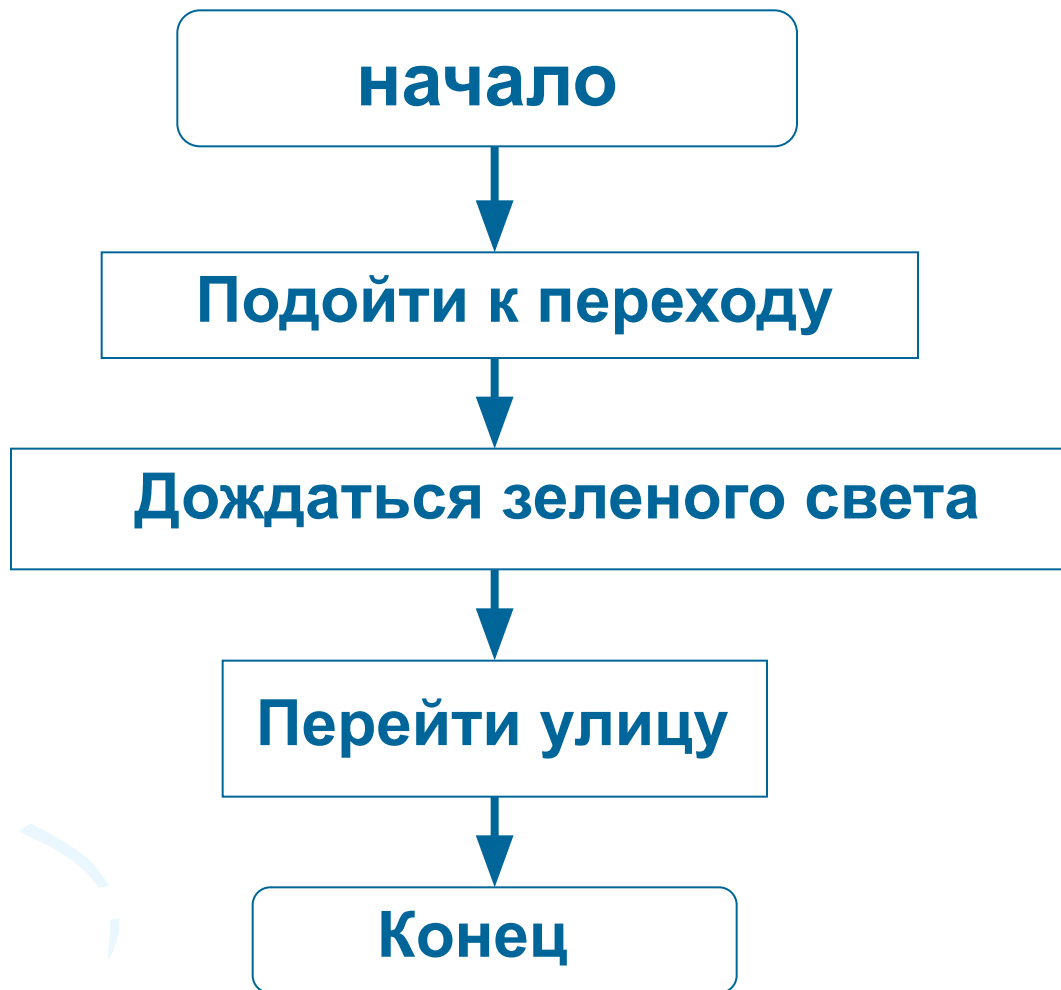 начало
Подойти к переходу
Дождаться зеленого света
Перейти улицу
Конец